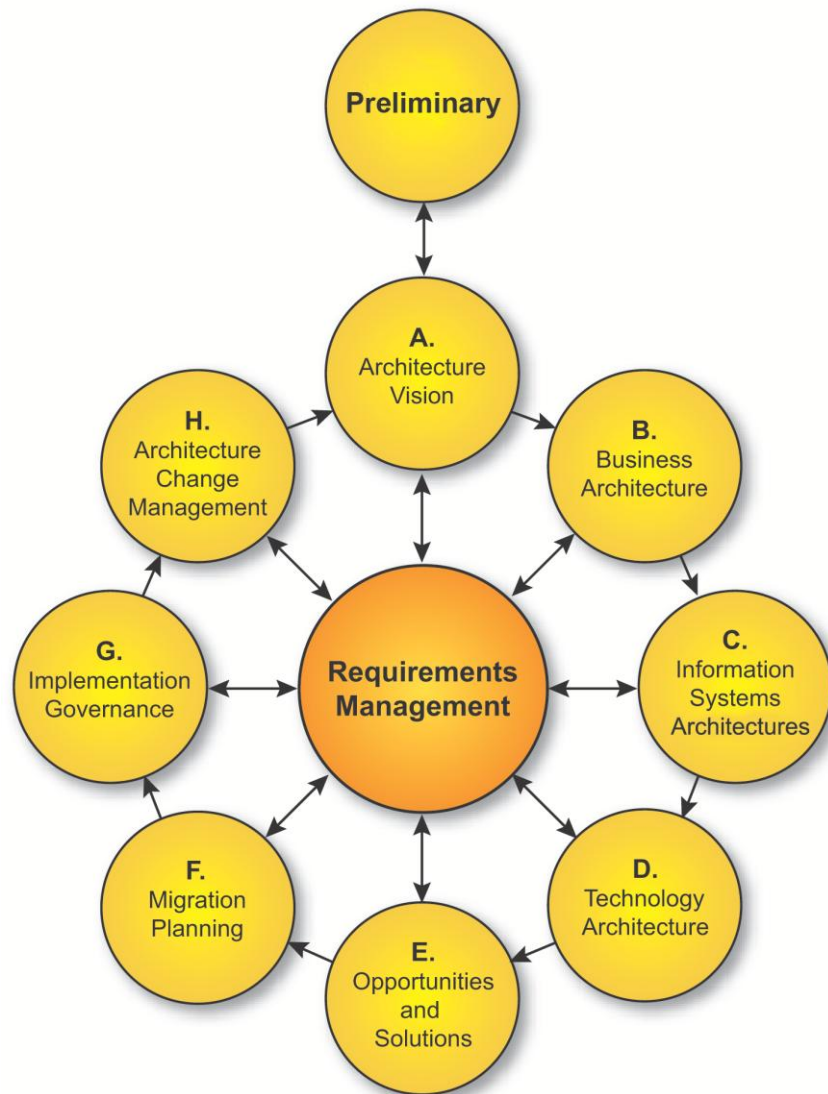 Preliminary
A.
Architecture
Vision
B.
Business
Architecture
C.
Information
Systems
Architectures
D.
Technology
Architecture
E.
Opportunities
and
Solutions
F.
Migration
Planning
G.
Implementation
Governance
H.
Architecture
Change
Management
Requirements
Management